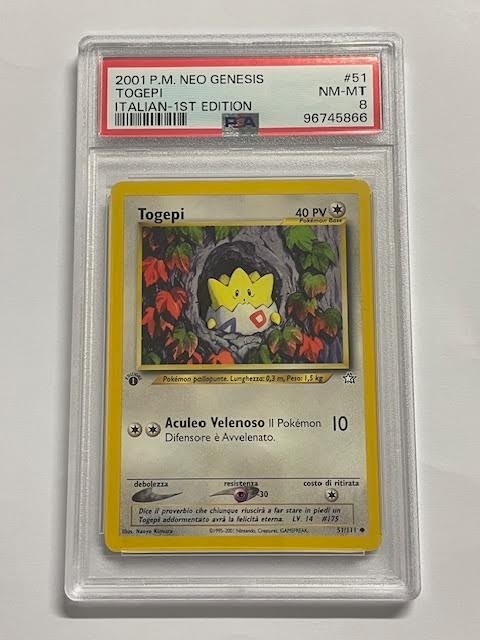 2001 P.M. NEO GENESIS #51
TOGEPI NM-MT
ITALIAN-1ST EDITION 8
PSA 96745866
Togepi 40 PV
Pokémon Base
EDITION 1
Pokémon pallapunte. Lunghezza: 0,3 m, Peso: 1,5 kg
Aculeo Velenoso Il Pokémon 10
Difensore è Avvelenato.
debolezza resistenza costo di ritirata
-30
Dice il proverbio che chiunque riuscirà a far stare in piedi un
Togepi addormentato avrà la felicità eterna. LV. 14 #175
Illus. Naoyo Kimura ©1995-2001 Nintendo, Creatures, GAMEFREAK. 51/111